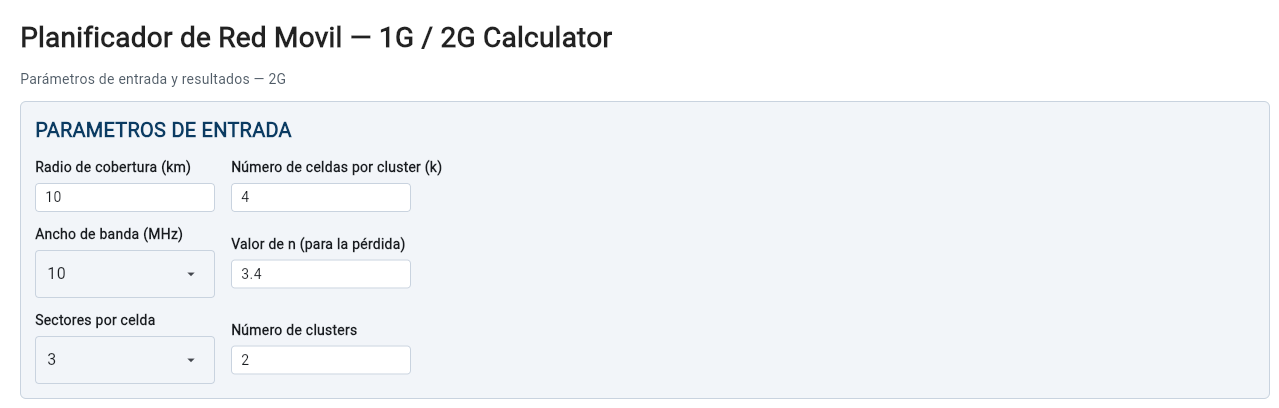 Planificador de Red Movil — 1G / 2G Calculator
Parámetros de entrada y resultados — 2G
PARAMETROS DE ENTRADA
Radio de cobertura (km) Número de celdas por cluster (k)
10 4
Ancho de banda (MHz) Valor de n (para la pérdida)
10 3.4
Sectores por celda Número de clusters
3 2